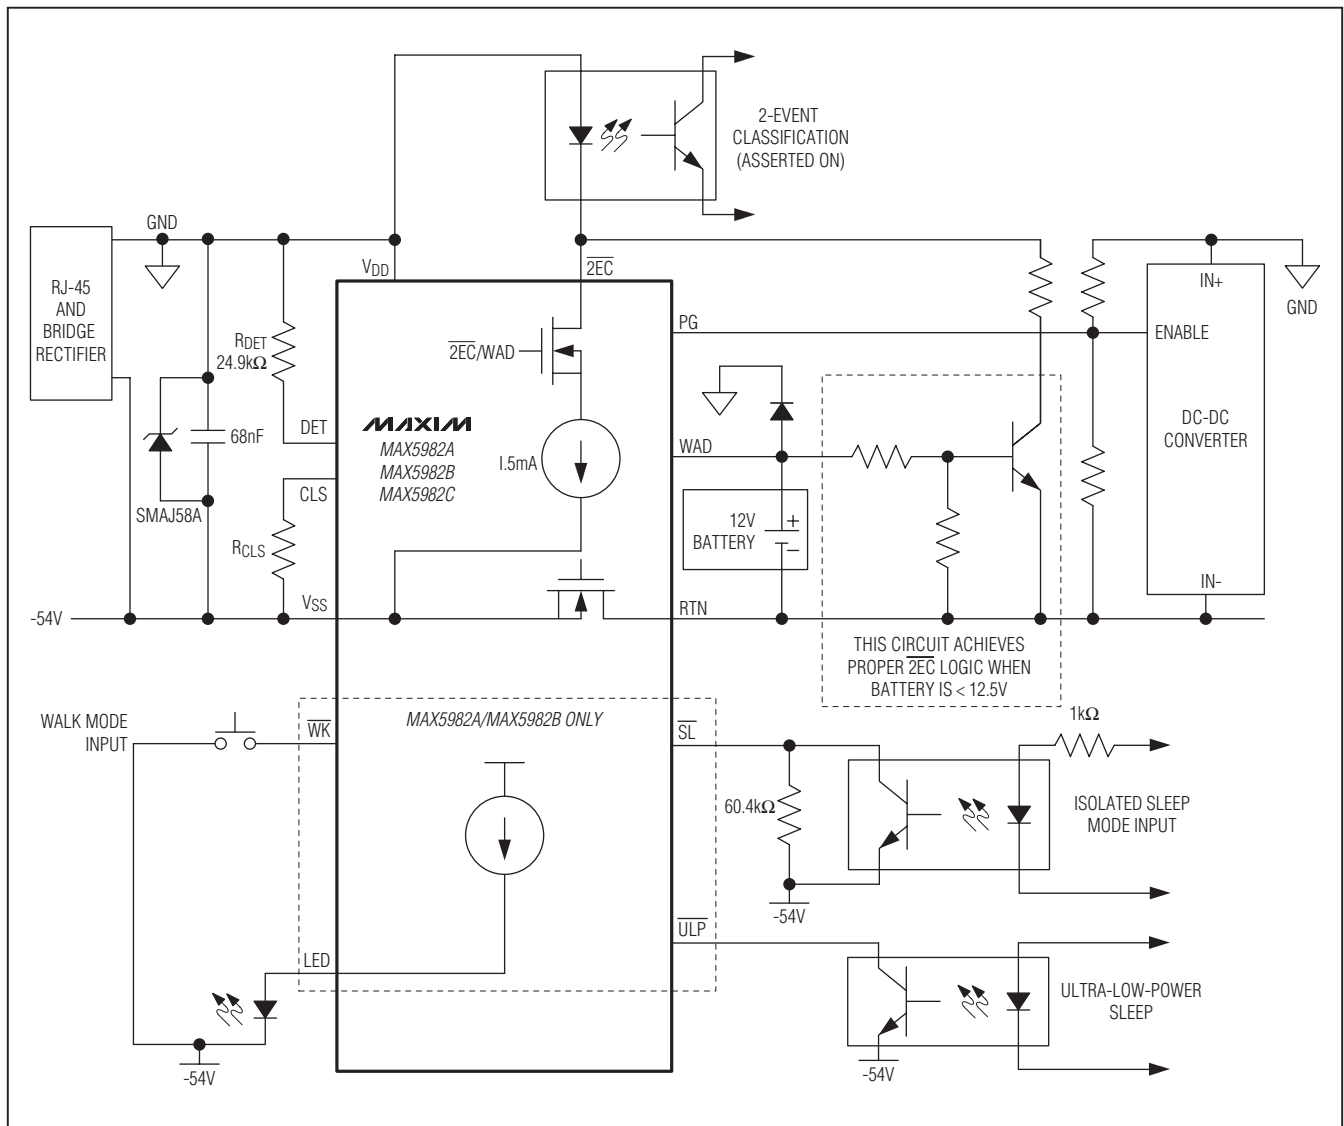 2-EVENT
CLASSIFICATION
(ASSERTED ON)
GND
RJ-45
AND
BRIDGE
RECTIFIER
VDD
2EC
IN+
GND
PG
ENABLE
RDET
24.9kΩ
2EC/WAD
DC-DC
CONVERTER
DET
68nF
MAXIM
MAX5982A
MAX5982B
MAX5982C
1.5mA
WAD
CLS
SMAJ58A
12V
BATTERY
+
–
RCLS
IN-
VSS
RTN
-54V
THIS CIRCUIT ACHIEVES
PROPER 2EC LOGIC WHEN
BATTERY IS < 12.5V
WALK MODE
INPUT
WK
MAX5982A/MAX5982B ONLY
SL
1kΩ
60.4kΩ
ISOLATED SLEEP
MODE INPUT
-54V
ULP
LED
ULTRA-LOW-POWER
SLEEP
-54V
-54V